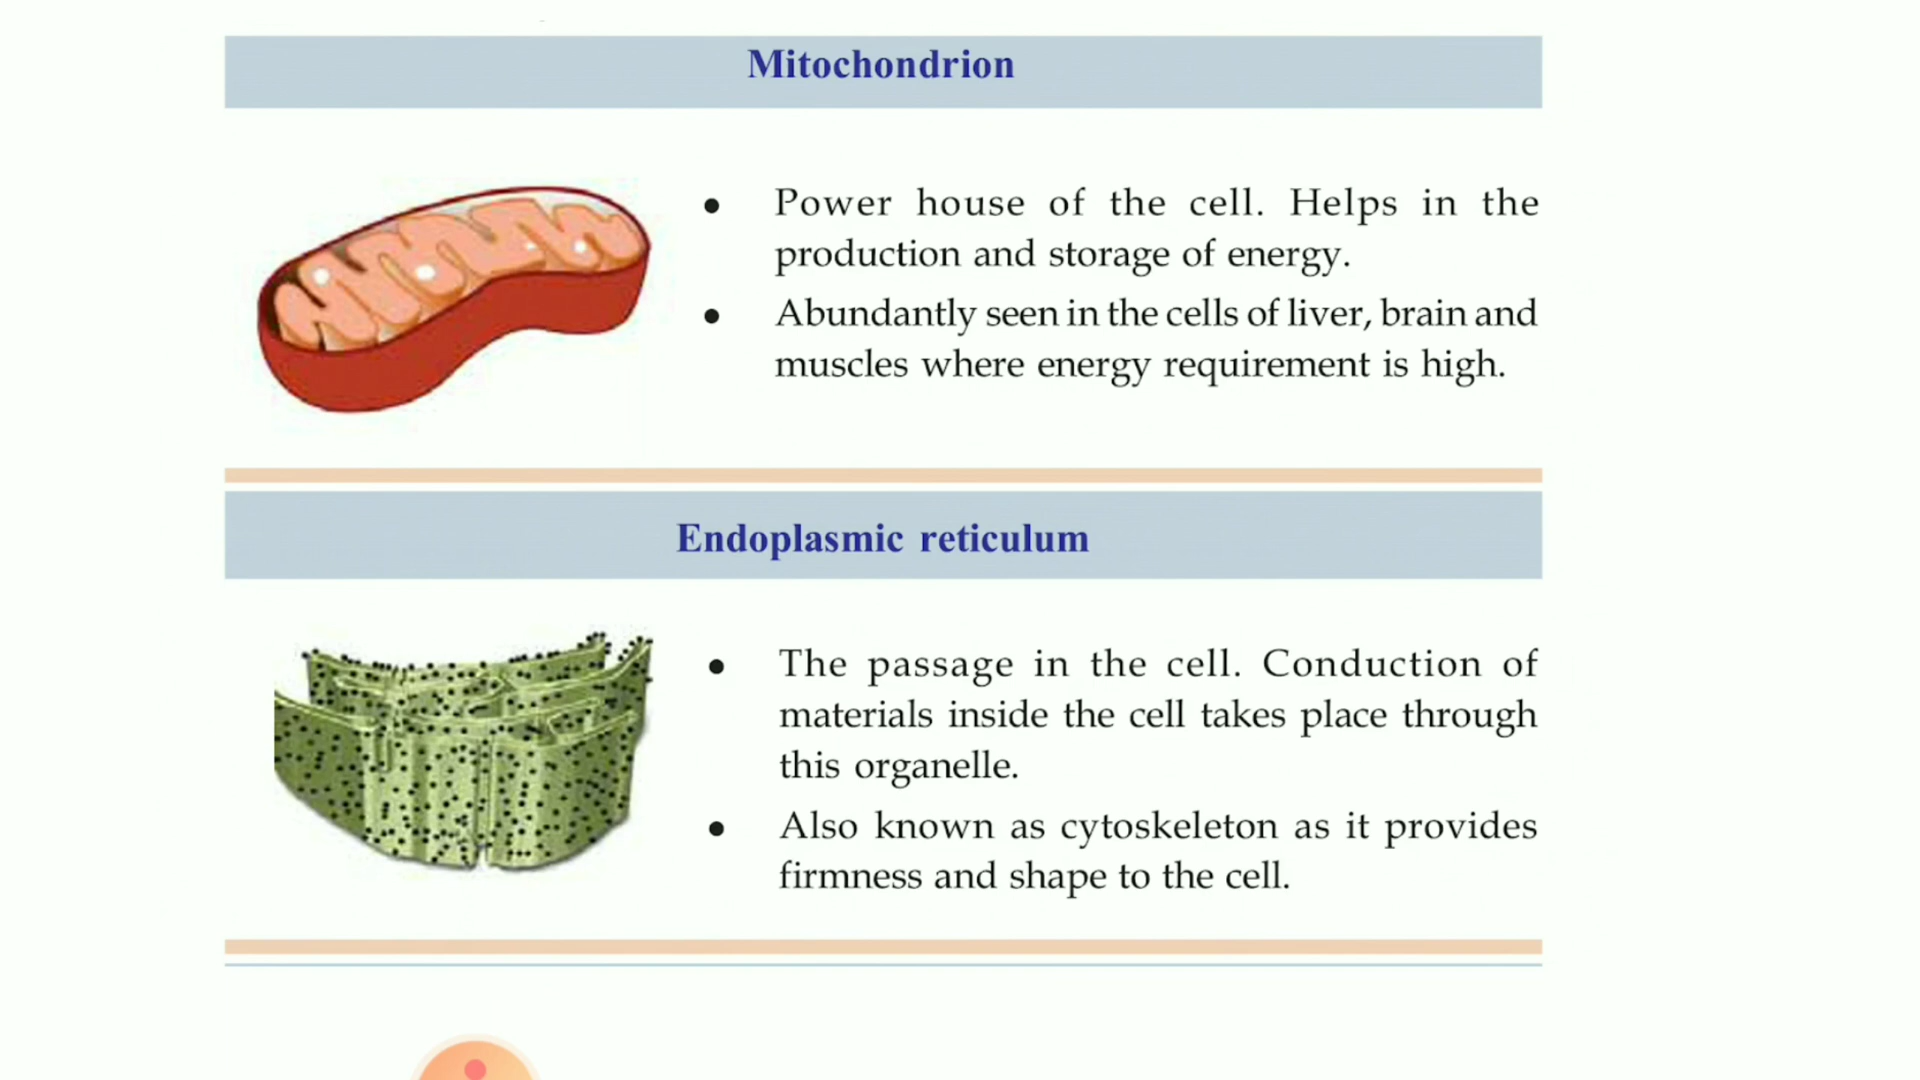 Mitochondrion
• Power house of the cell. Helps in the
production and storage of energy.
• Abundantly seen in the cells of liver, brain and
muscles where energy requirement is high.
Endoplasmic reticulum
• The passage in the cell. Conduction of
materials inside the cell takes place through
this organelle.
• Also known as cytoskeleton as it provides
firmness and shape to the cell.